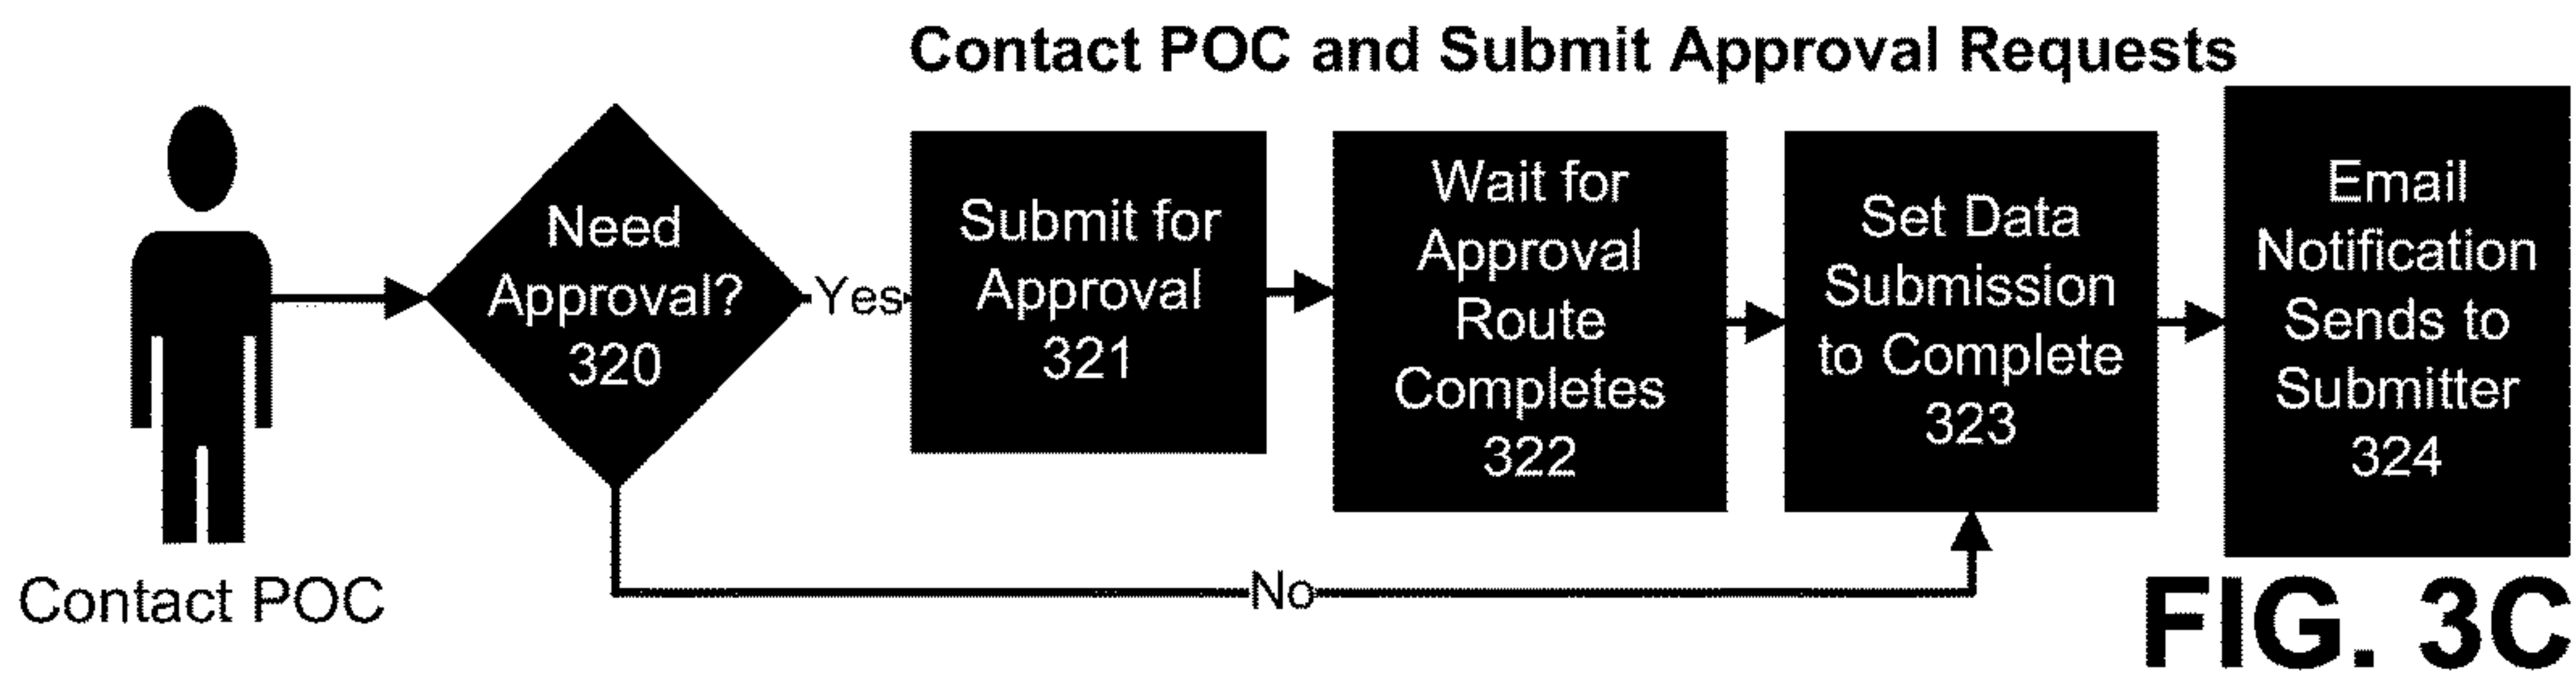 Contact POC and Submit Approval Requests
Contact POC
Need
Approval?
320
Yes
No
Submit for
Approval
321
Wait for
Approval
Route
Completes
322
Set Data
Submission
to Complete
323
Email
Notification
Sends to
Submitter
324
FIG. 3C